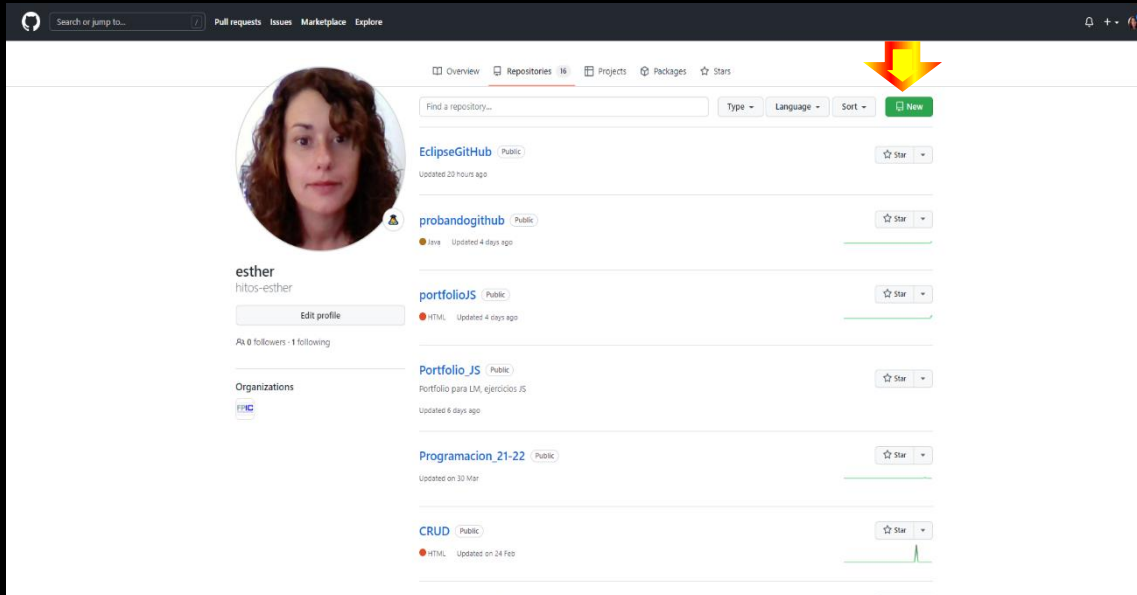 Search or jump to... /
Pull requests Issues Marketplace Explore
Overview Repositories 16 Projects Packages Stars
Find a repository...
Type Language Sort New
esther
hitos-esther
Edit profile
0 followers · 1 following
Organizations
FPIC
EclipseGitHub Public
Star
Updated 20 hours ago
probandogithub Public
Star
Java Updated 4 days ago
portfolioJS Public
Star
HTML Updated 4 days ago
Portfolio_JS Public
Star
Portfolio para LM, ejercicios JS
Updated 6 days ago
Programacion_21-22 Public
Star
Updated on 30 Mar
CRUD Public
Star
HTML Updated on 24 Feb